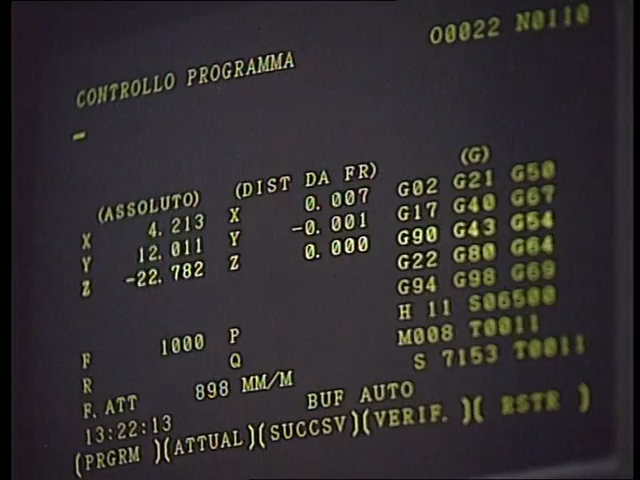 O0022 N0110
CONTROLLO PROGRAMMA
(G)
(ASSOLUTO) (DIST DA FR) G02 G21 G50
X 4.213 X 0.007 G17 G40 G67
Y 12.011 Y -0.001 G90 G43 G54
Z -22.782 Z 0.000 G22 G80 G64
G94 G98 G69
H 11 S06500
F 1000 P M008 T0011
R Q S 7153 T0011
F. ATT 898 MM/M
13:22:13 BUF AUTO
(PRGRM )(ATTUAL)(SUCCSV)(VERIF. )( RSTR )